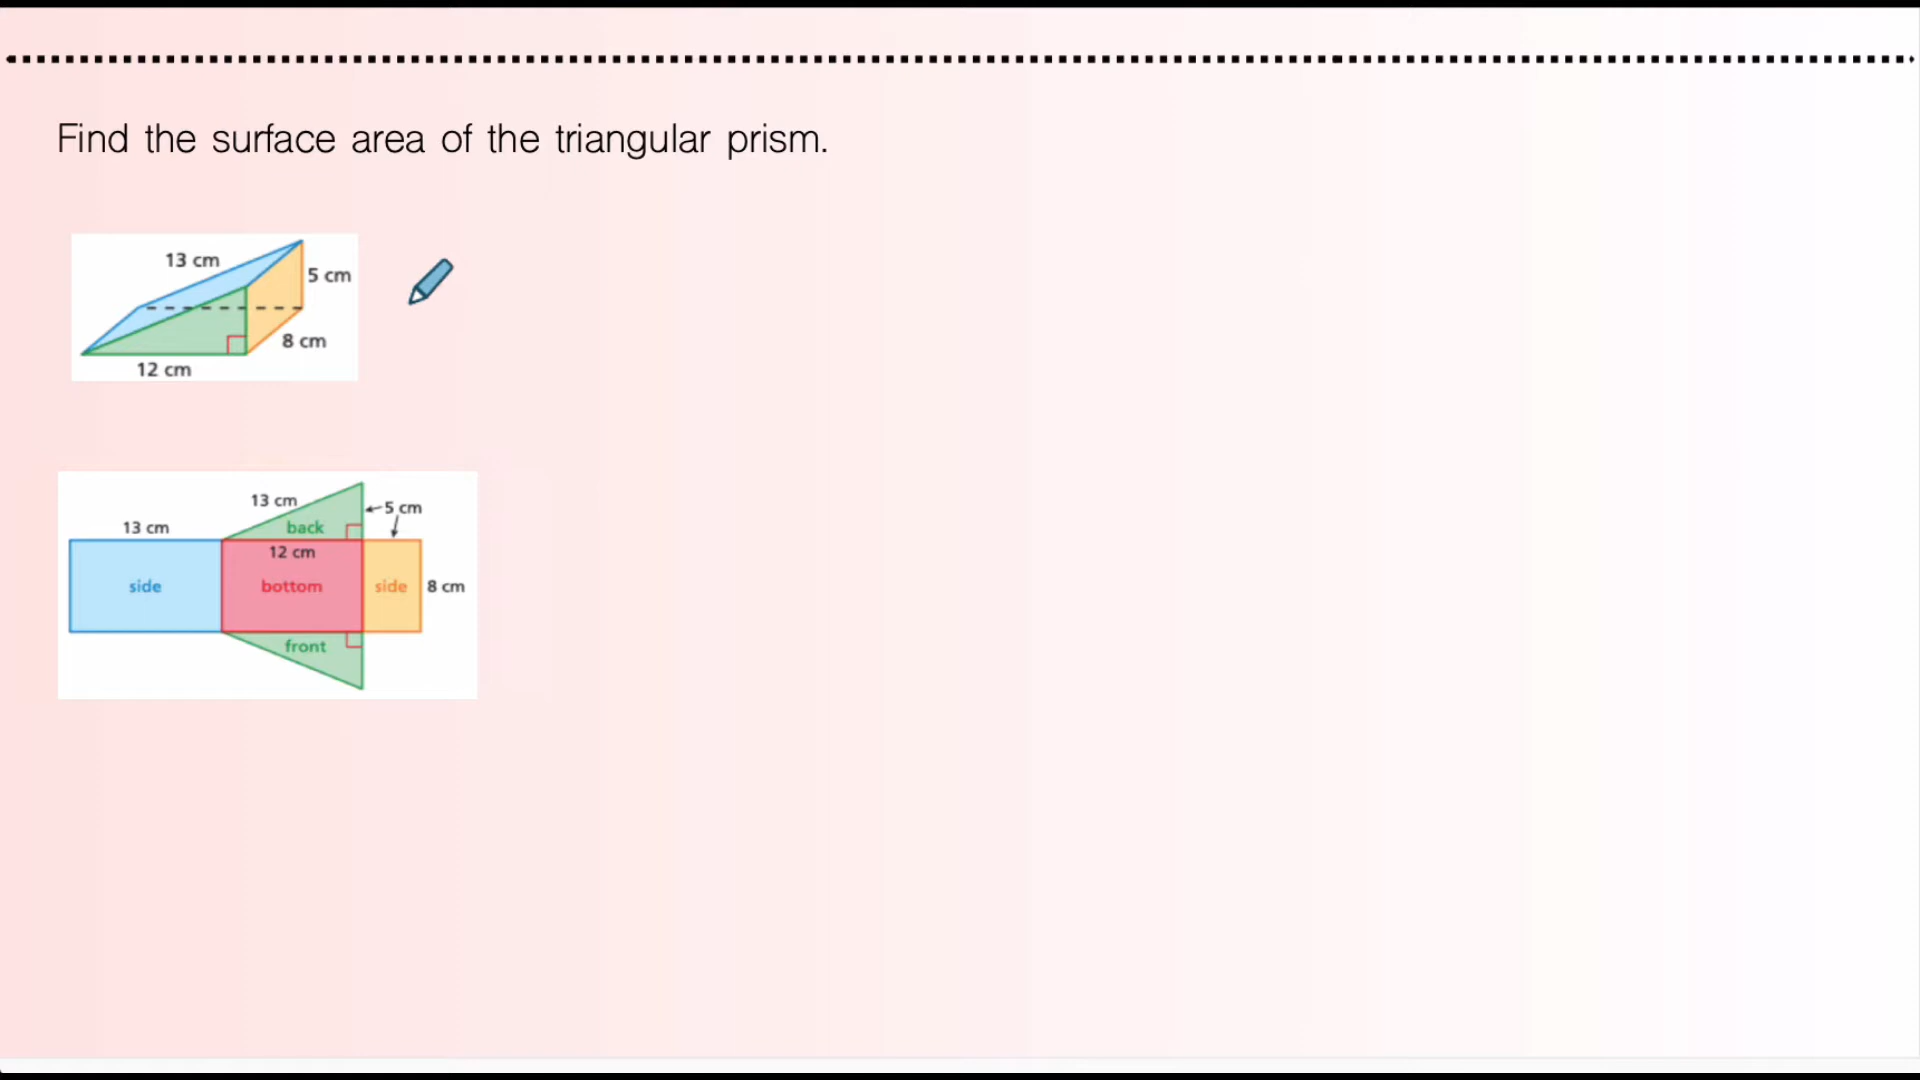 Find the surface area of the triangular prism.
13 cm
5 cm
8 cm
12 cm
13 cm
5 cm
13 cm
back
12 cm
side
bottom
side
8 cm
front